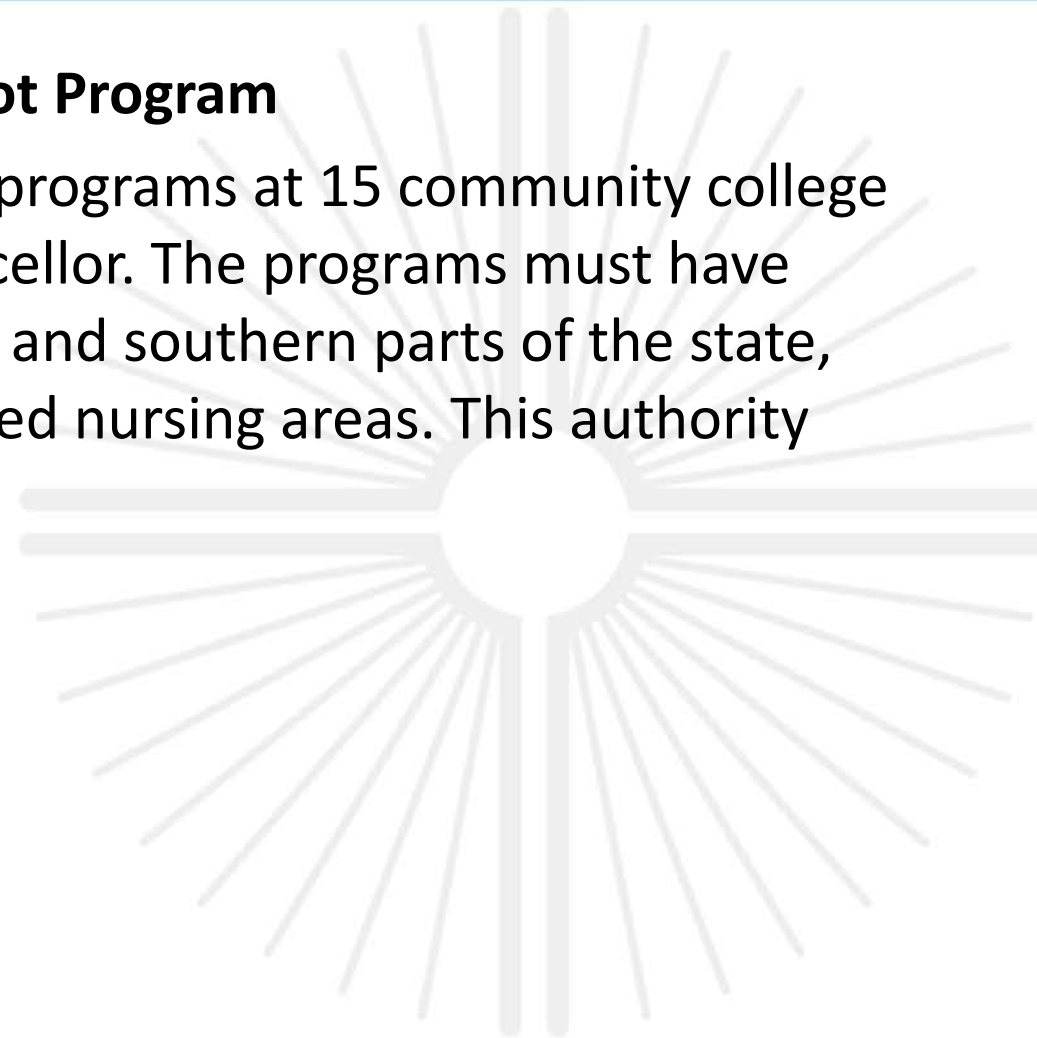 ot Program
programs at 15 community college
cellor. The programs must have
and southern parts of the state,
ed nursing areas. This authority